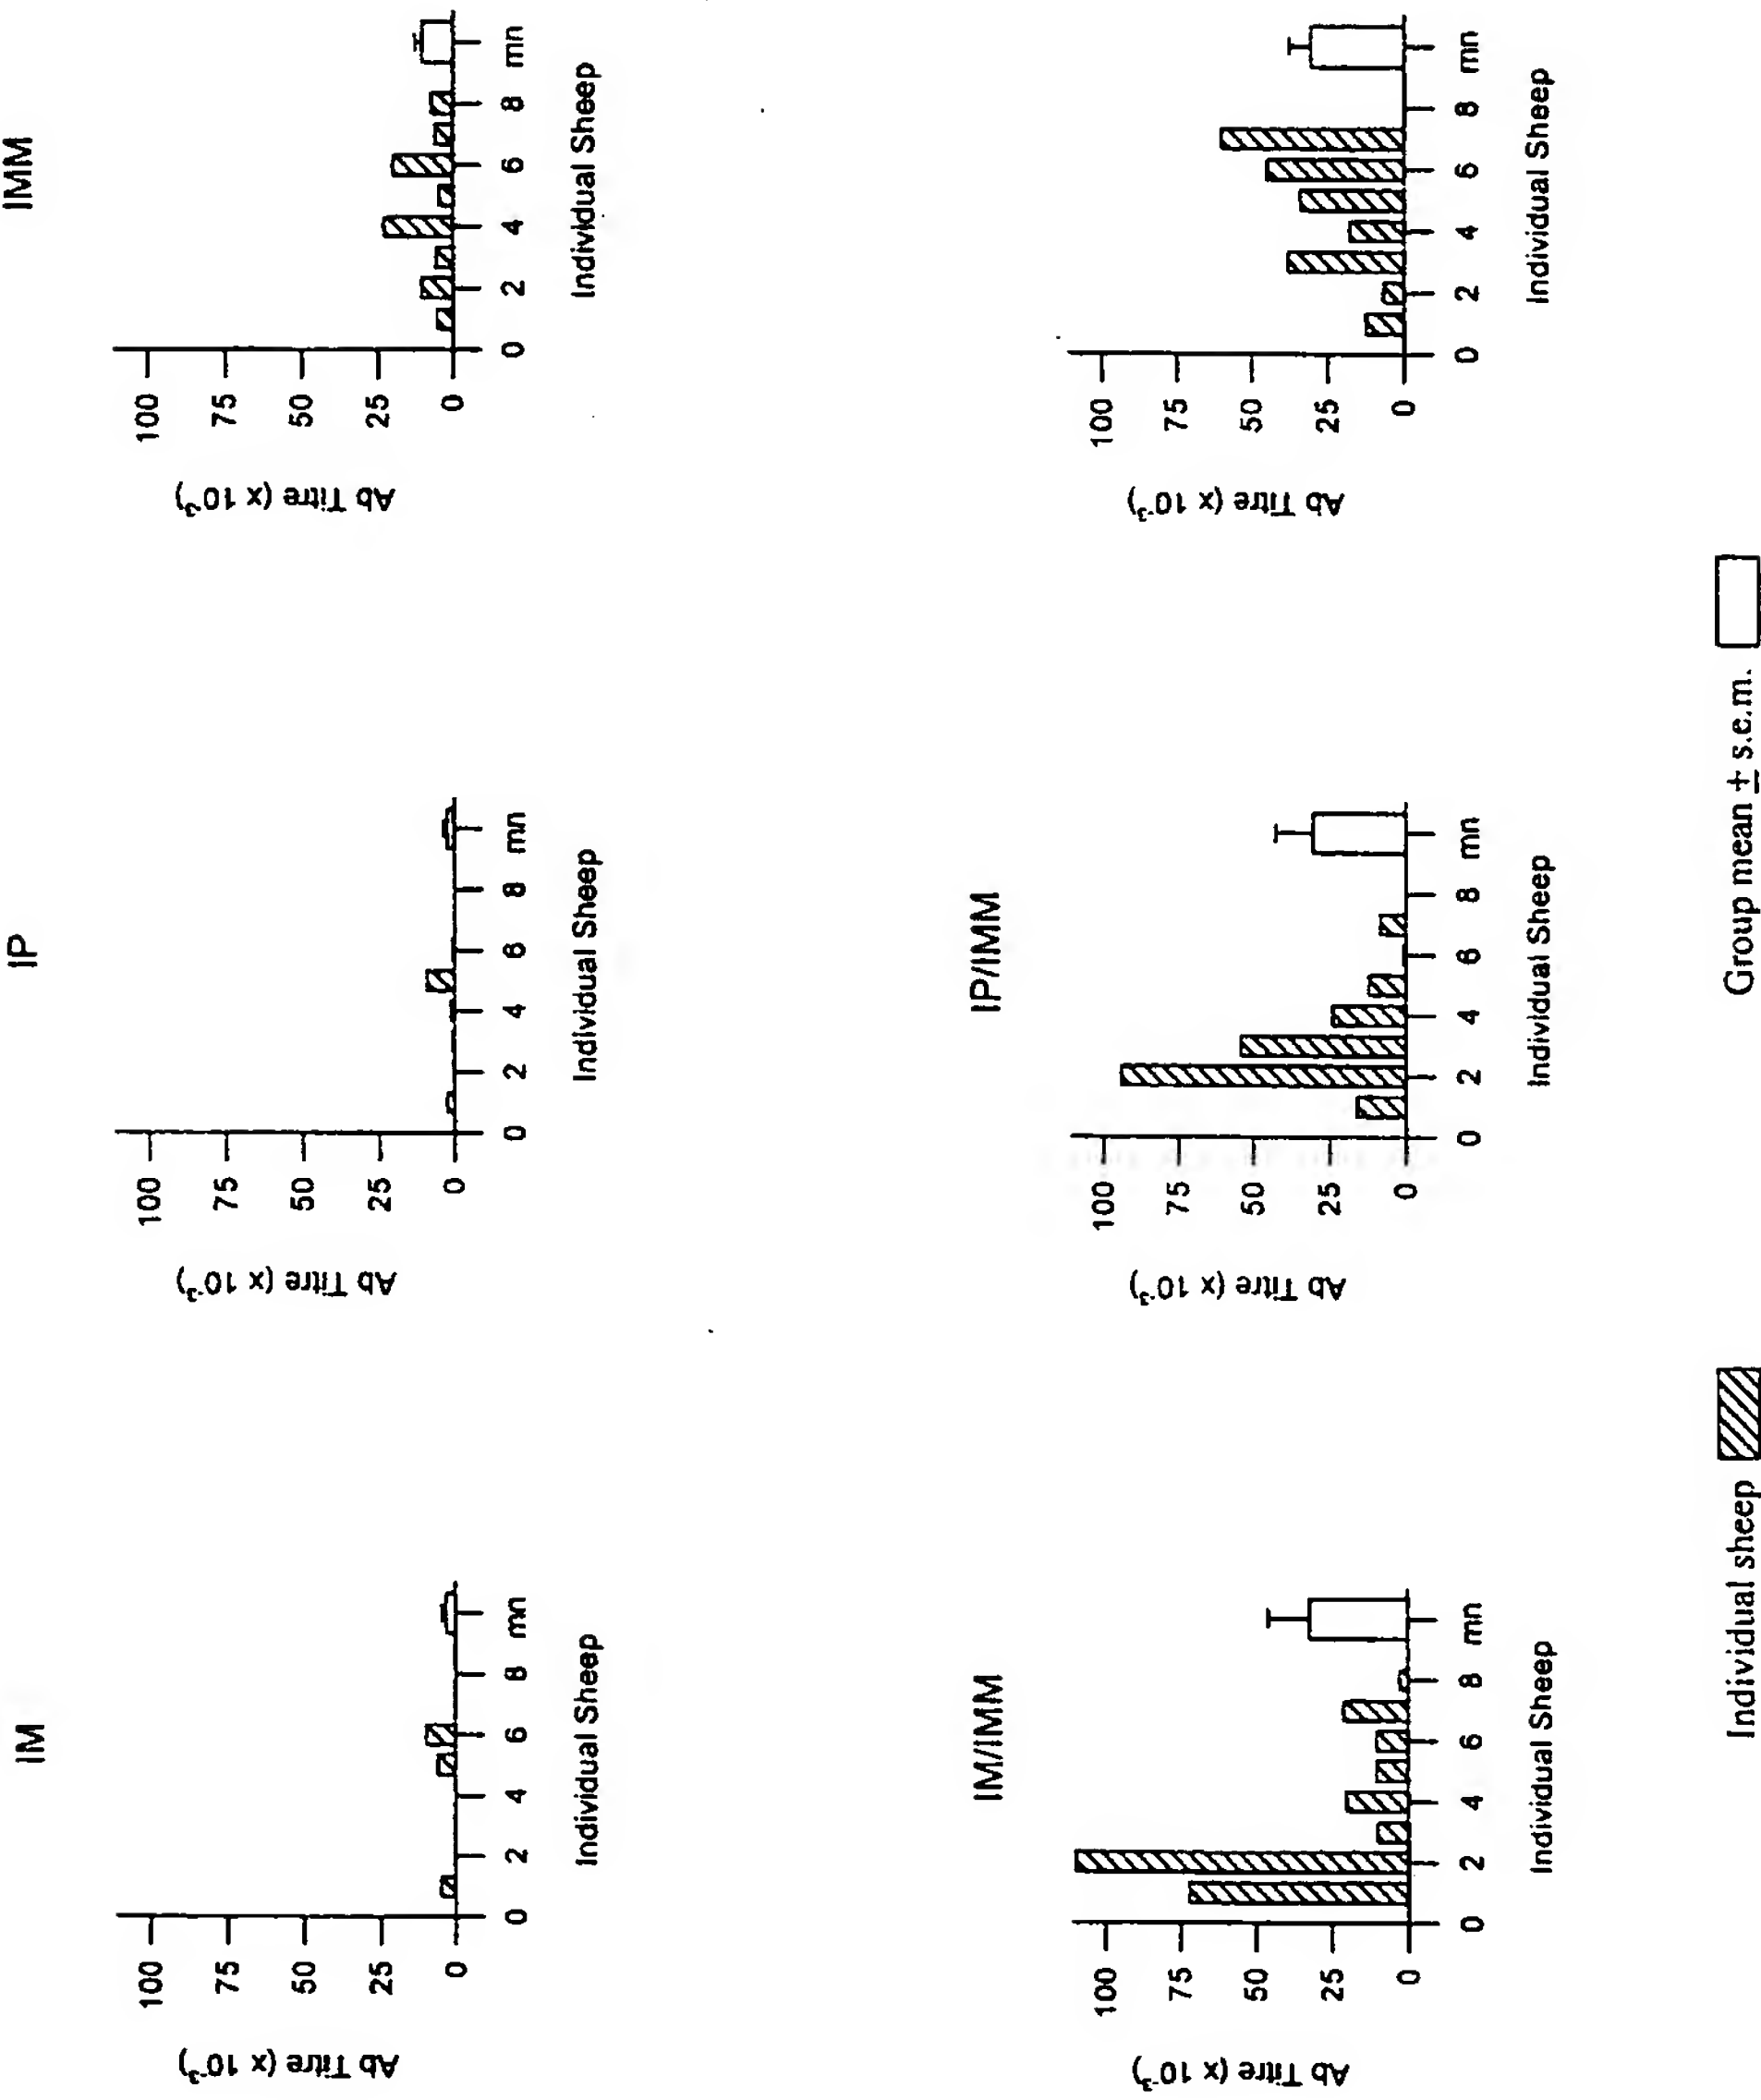 IM
Ab Titre (x 10⁻³)
100
75
50
25
0
0 2 4 6 8 mn
Individual Sheep
IP
Ab Titre (x 10⁻³)
100
75
50
25
0
0 2 4 6 8 mn
Individual Sheep
IMM
Ab Titre (x 10⁻³)
100
75
50
25
0
0 2 4 6 8 mn
Individual Sheep
IM/IMM
Ab Titre (x 10⁻³)
100
75
50
25
0
0 2 4 6 8 mn
Individual Sheep
IP/IMM
Ab Titre (x 10⁻³)
100
75
50
25
0
0 2 4 6 8 mn
Individual Sheep
Ab Titre (x 10⁻³)
100
75
50
25
0
0 2 4 6 8 mn
Individual Sheep
Individual sheep
Group mean ± s.e.m.